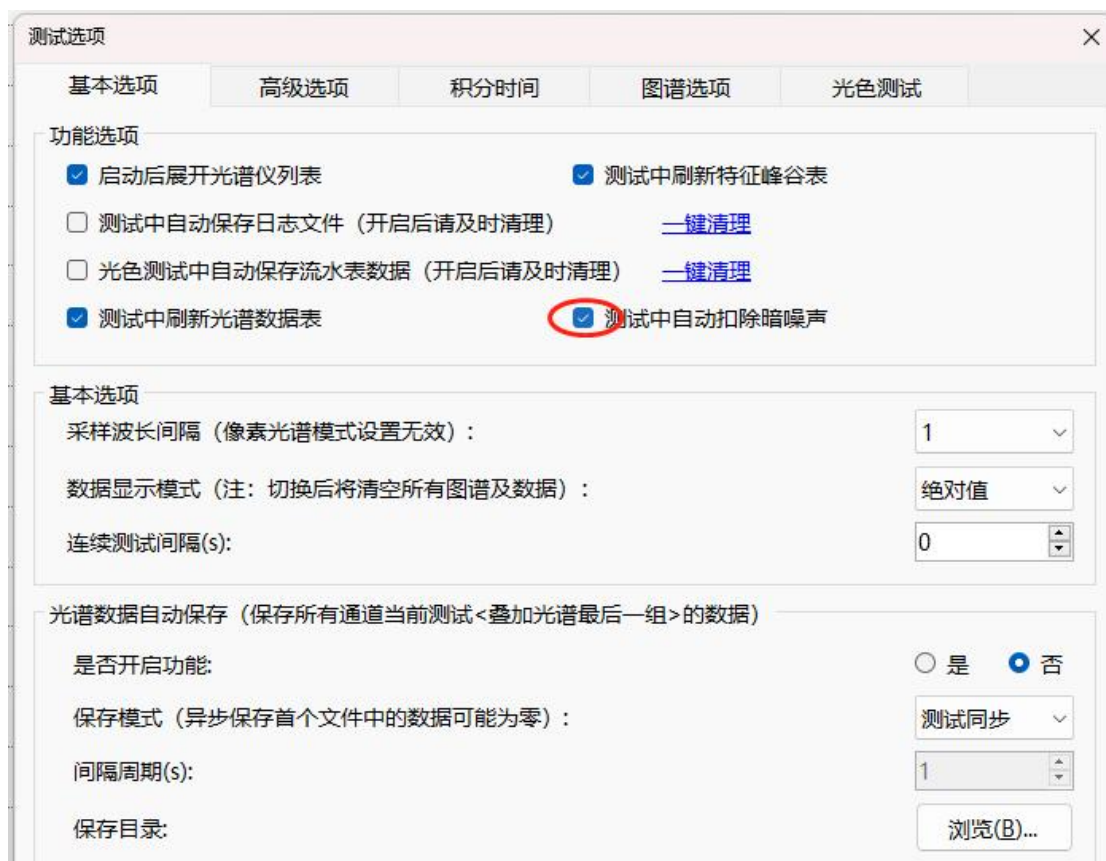 测试选项
基本选项 高级选项 积分时间 图谱选项 光色测试
功能选项
启动后展开光谱仪列表 测试中刷新特征峰谷表
测试中自动保存日志文件（开启后请及时清理） 一键清理
光色测试中自动保存流水表数据（开启后请及时清理） 一键清理
测试中刷新光谱数据表 测试中自动扣除暗噪声
基本选项
采样波长间隔（像素光谱模式设置无效）: 1
数据显示模式（注：切换后将清空所有图谱及数据）: 绝对值
连续测试间隔(s): 0
光谱数据自动保存（保存所有通道当前测试<叠加光谱最后一组>的数据）
是否开启功能: 是 否
保存模式（异步保存首个文件中的数据可能为零）: 测试同步
间隔周期(s): 1
保存目录: 浏览(B)...